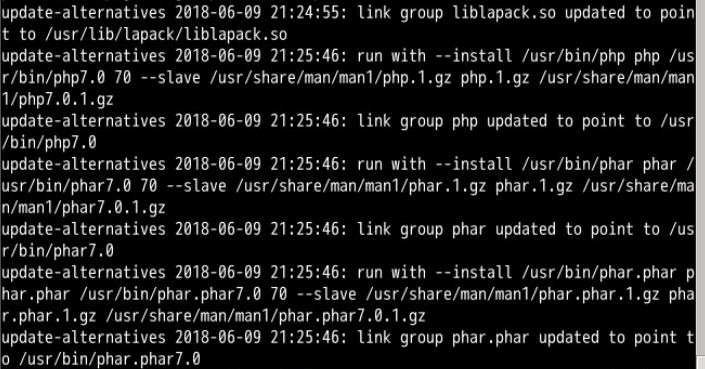 update-alternatives 2018-06-09 21:24:55: link group liblapack.so updated to poin
t to /usr/lib/lapack/liblapack.so
update-alternatives 2018-06-09 21:25:46: run with --install /usr/bin/php php /us
r/bin/php7.0 70 --slave /usr/share/man/man1/php.1.gz php.1.gz /usr/share/man/man
1/php7.0.1.gz
update-alternatives 2018-06-09 21:25:46: link group php updated to point to /usr
/bin/php7.0
update-alternatives 2018-06-09 21:25:46: run with --install /usr/bin/phar phar /
usr/bin/phar7.0 70 --slave /usr/share/man/man1/phar.1.gz phar.1.gz /usr/share/ma
n/man1/phar7.0.1.gz
update-alternatives 2018-06-09 21:25:46: link group phar updated to point to /us
r/bin/phar7.0
update-alternatives 2018-06-09 21:25:46: run with --install /usr/bin/phar.phar p
har.phar /usr/bin/phar.phar7.0 70 --slave /usr/share/man/man1/phar.phar.1.gz pha
r.phar.1.gz /usr/share/man/man1/phar.phar7.0.1.gz
update-alternatives 2018-06-09 21:25:46: link group phar.phar updated to point t
o /usr/bin/phar.phar7.0